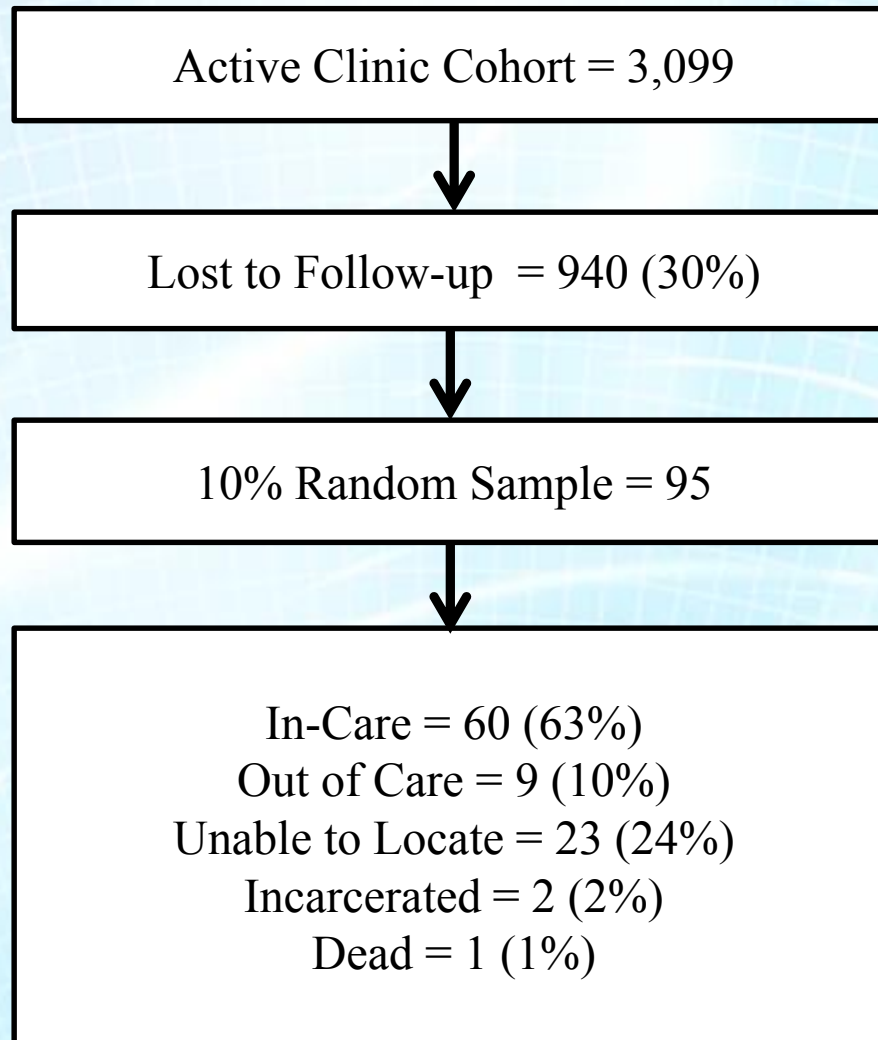 Active Clinic Cohort = 3,099
Lost to Follow-up = 940 (30%)
10% Random Sample = 95
In-Care = 60 (63%)
Out of Care = 9 (10%)
Unable to Locate = 23 (24%)
Incarcerated = 2 (2%)
Dead = 1 (1%)